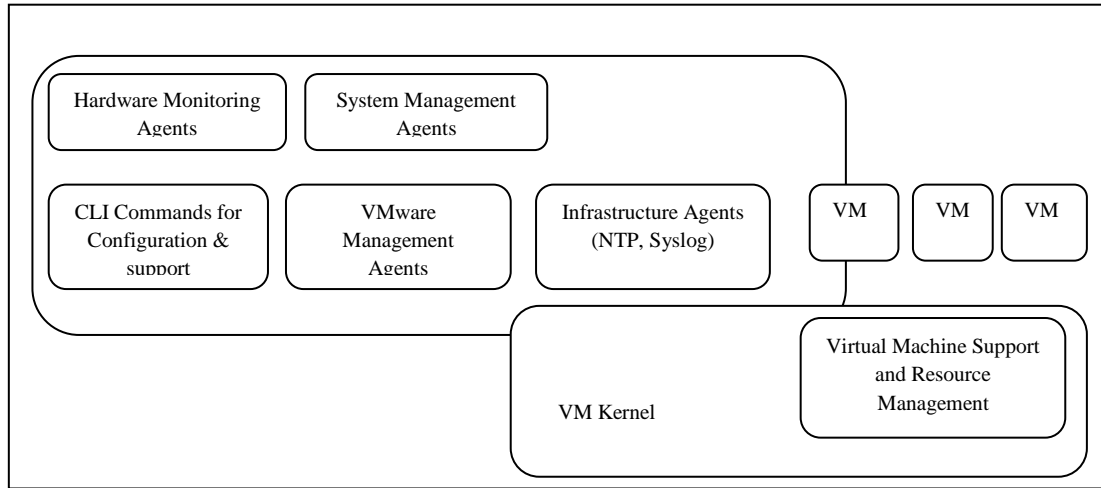 Hardware Monitoring
Agents
System Management
Agents
CLI Commands for
Configuration &
support
VMware
Management
Agents
Infrastructure Agents
(NTP, Syslog)
VM
VM
VM
Virtual Machine Support
and Resource
Management
VM Kernel